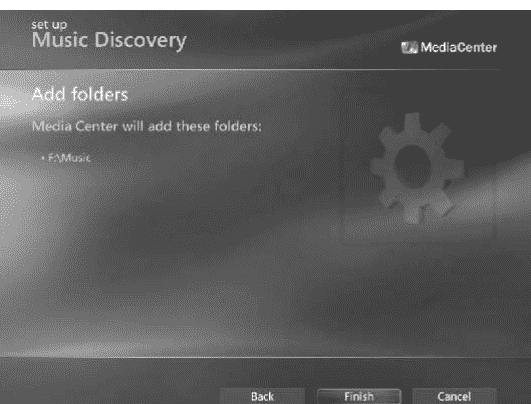 set up
Music Discovery
MediaCenter
Add folders
Media Center will add these folders:
• F:\Music
Back Finish Cancel